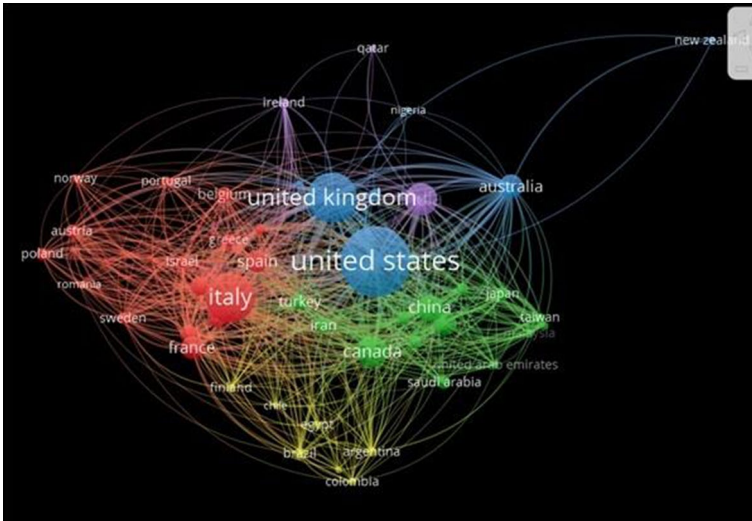 qatar
new zealand
ireland
nigeria
norway
portugal
belgium
united kingdom
australia
austria
greece
poland
israel
spain
united states
romania
italy
turkey
china
japan
sweden
iran
taiwan
france
canada
united arab emirates
saudi arabia
finland
chile
egypt
brazil
argentina
colombia